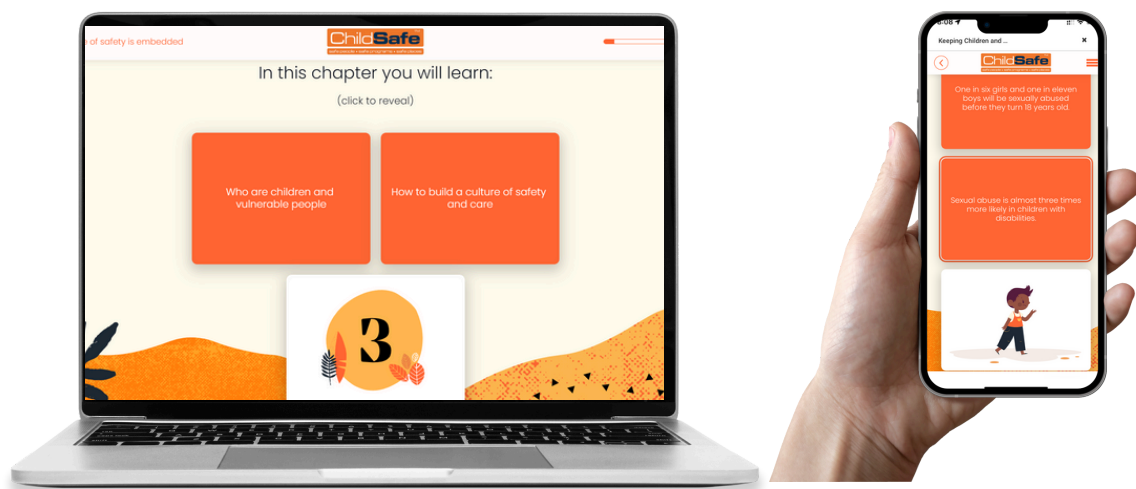 e of safety is embedded
ChildSafe
In this chapter you will learn:
(click to reveal)
Who are children and
vulnerable people
How to build a culture of safety
and care
3
Keeping Children and ...
ChildSafe
One in six girls and one in eleven
boys will be sexually abused
before they turn 18 years old.
Sexual abuse is almost three times
more likely in children with
disabilities.